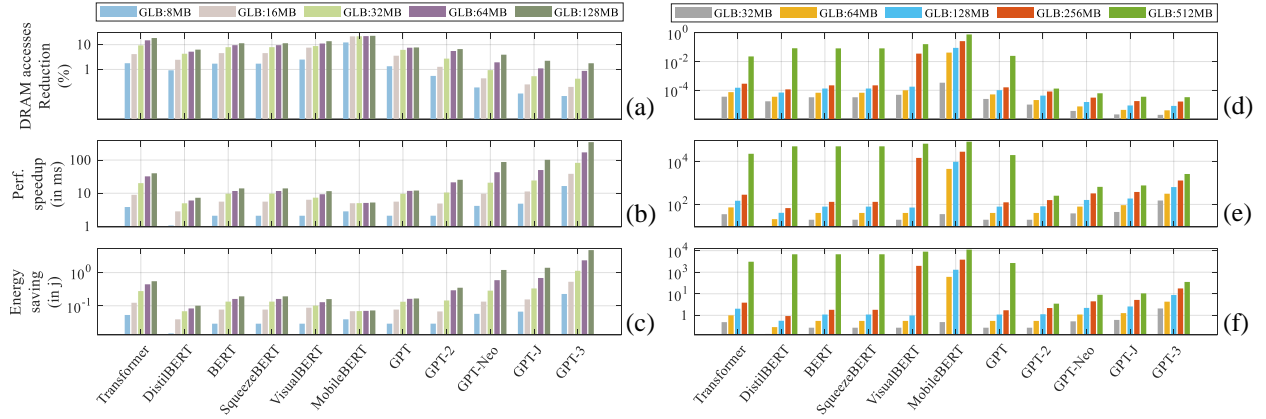 GLB:8MB GLB:16MB GLB:32MB GLB:64MB GLB:128MB
DRAM accesses
Reduction
(%)
10
1
(a)
Perf.
speedup
(in ms)
100
10
1
(b)
Energy
saving
(in j)
10^0
10^-1
(c)
Transformer DistilBERT BERT SqueezeBERT VisualBERT MobileBERT GPT GPT-2 GPT-Neo GPT-J GPT-3
GLB:32MB GLB:64MB GLB:128MB GLB:256MB GLB:512MB
10^0
10^-2
10^-4
(d)
10^4
10^2
(e)
10^4
10^3
10^1
1
(f)
Transformer DistilBERT BERT SqueezeBERT VisualBERT MobileBERT GPT GPT-2 GPT-Neo GPT-J GPT-3